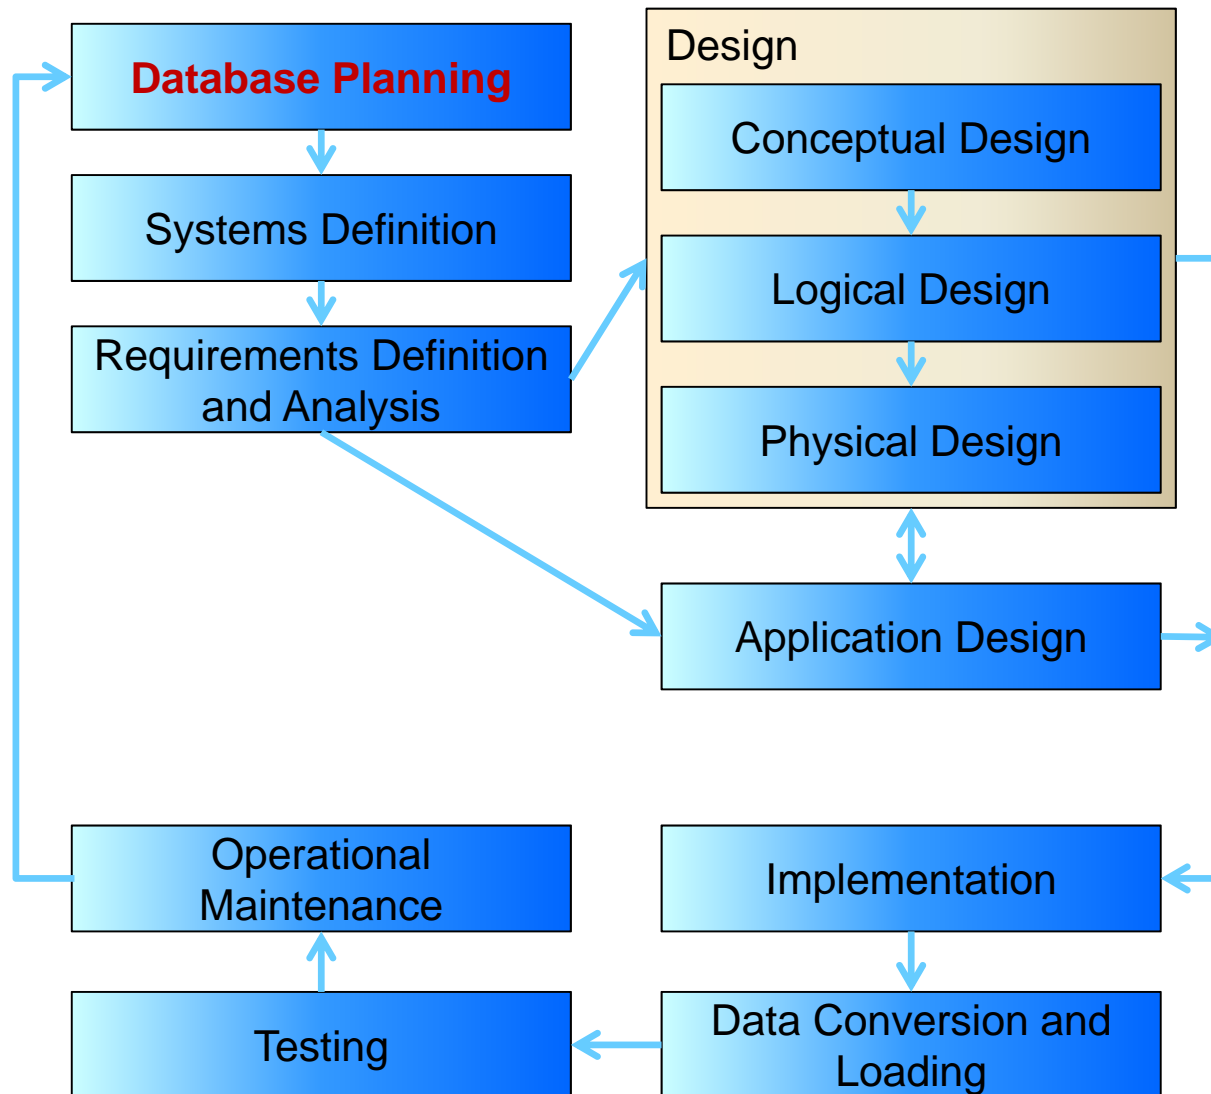 Database Planning
Systems Definition
Requirements Definition
and Analysis
Design
Conceptual Design
Logical Design
Physical Design
Application Design
Operational
Maintenance
Implementation
Testing
Data Conversion and
Loading